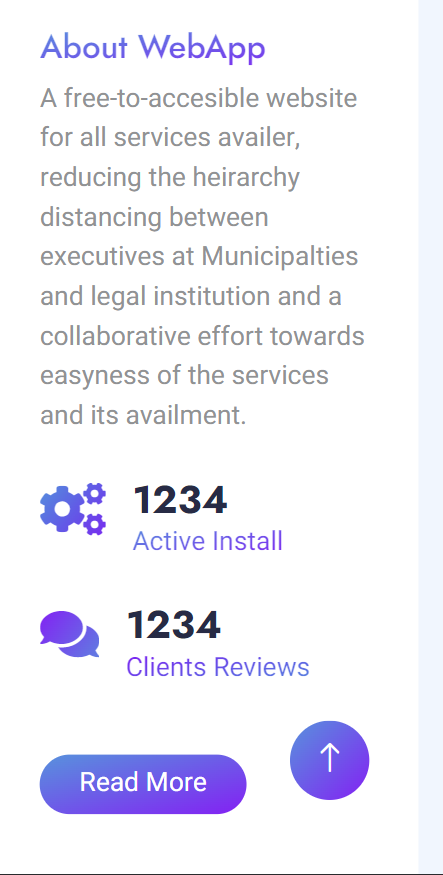 About WebApp
A free-to-accesible website
for all services availer,
reducing the heirarchy
distancing between
executives at Municipalties
and legal institution and a
collaborative effort towards
easyness of the services
and its availment.
1234
Active Install
1234
Clients Reviews
Read More